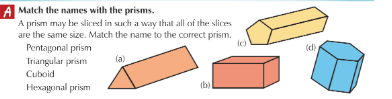 A Match the names with the prisms.
A prism may be sliced in such a way that all of the slices
are the same size. Match the name to the correct prism.
Pentagonal prism
Triangular prism
Cuboid
Hexagonal prism
(a)
(b)
(c)
(d)